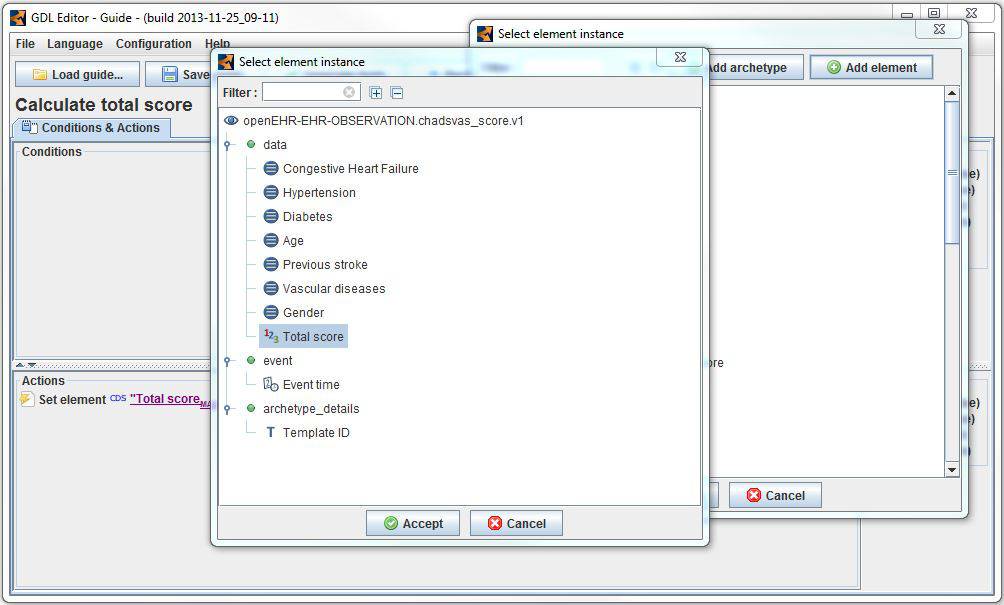 GDL Editor - Guide - (build 2013-11-25_09-11)
File Language Configuration Help
Load guide...
Save
Calculate total score
Conditions & Actions
Conditions
Actions
Set element CDS "Total score
Select element instance
Add archetype
Add element
ore
Cancel
Select element instance
Filter :
openEHR-EHR-OBSERVATION.chadsvas_score.v1
data
Congestive Heart Failure
Hypertension
Diabetes
Age
Previous stroke
Vascular diseases
Gender
123 Total score
event
Event time
archetype_details
T Template ID
Accept
Cancel